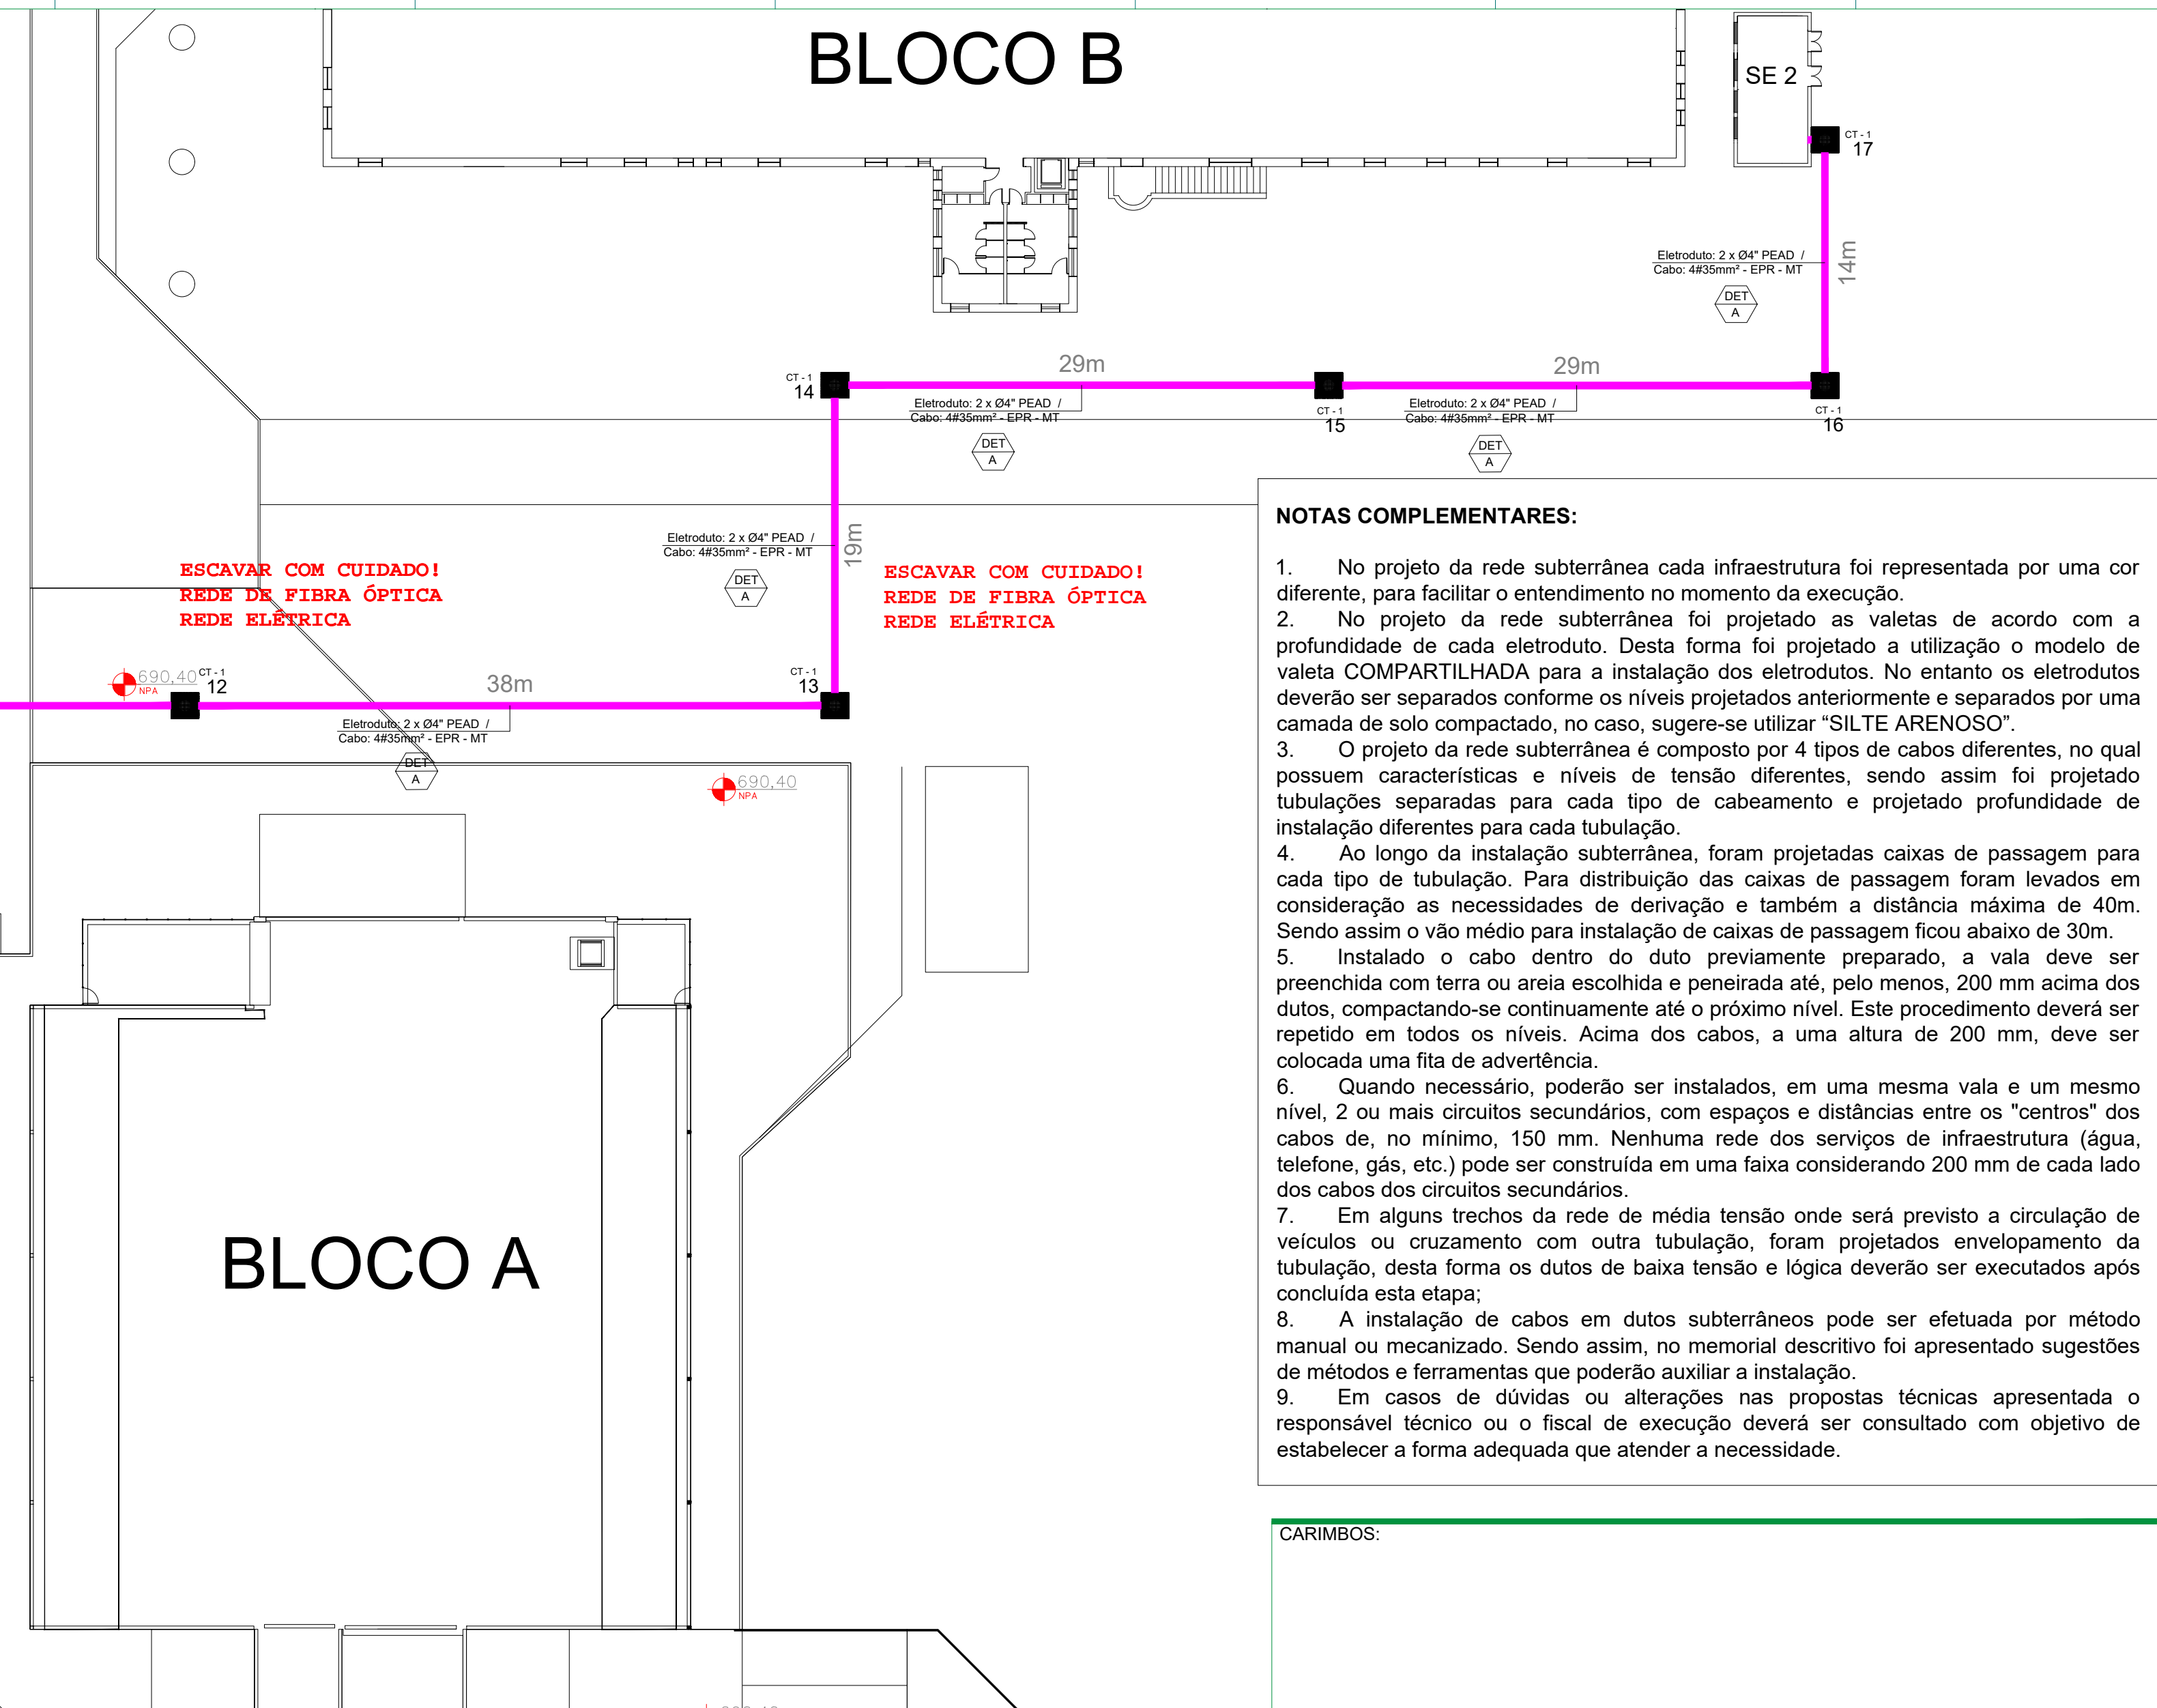 BLOCO B
SE 2
CT - 1
17
Eletroduto: 2 x Ø4" PEAD /
Cabo: 4#35mm² - EPR - MT
14m
DET
A
CT - 1
14
29m
29m
Eletroduto: 2 x Ø4" PEAD /
Cabo: 4#35mm² - EPR - MT
DET
A
CT - 1
15
Eletroduto: 2 x Ø4" PEAD /
Cabo: 4#35mm² - EPR - MT
DET
A
CT - 1
16
Eletroduto: 2 x Ø4" PEAD /
Cabo: 4#35mm² - EPR - MT
19m
DET
A
ESCAVAR COM CUIDADO!
REDE DE FIBRA ÓPTICA
REDE ELÉTRICA
ESCAVAR COM CUIDADO!
REDE DE FIBRA ÓPTICA
REDE ELÉTRICA
690,40
NPA
CT - 1
12
38m
CT - 1
13
Eletroduto: 2 x Ø4" PEAD /
Cabo: 4#35mm² - EPR - MT
DET
A
690,40
NPA
BLOCO A
NOTAS COMPLEMENTARES:
1. No projeto da rede subterrânea cada infraestrutura foi representada por uma cor
diferente, para facilitar o entendimento no momento da execução.
2. No projeto da rede subterrânea foi projetado as valetas de acordo com a
profundidade de cada eletroduto. Desta forma foi projetado a utilização o modelo de
valeta COMPARTILHADA para a instalação dos eletrodutos. No entanto os eletrodutos
deverão ser separados conforme os níveis projetados anteriormente e separados por uma
camada de solo compactado, no caso, sugere-se utilizar “SILTE ARENOSO”.
3. O projeto da rede subterrânea é composto por 4 tipos de cabos diferentes, no qual
possuem características e níveis de tensão diferentes, sendo assim foi projetado
tubulações separadas para cada tipo de cabeamento e projetado profundidade de
instalação diferentes para cada tubulação.
4. Ao longo da instalação subterrânea, foram projetadas caixas de passagem para
cada tipo de tubulação. Para distribuição das caixas de passagem foram levados em
consideração as necessidades de derivação e também a distância máxima de 40m.
Sendo assim o vão médio para instalação de caixas de passagem ficou abaixo de 30m.
5. Instalado o cabo dentro do duto previamente preparado, a vala deve ser
preenchida com terra ou areia escolhida e peneirada até, pelo menos, 200 mm acima dos
dutos, compactando-se continuamente até o próximo nível. Este procedimento deverá ser
repetido em todos os níveis. Acima dos cabos, a uma altura de 200 mm, deve ser
colocada uma fita de advertência.
6. Quando necessário, poderão ser instalados, em uma mesma vala e um mesmo
nível, 2 ou mais circuitos secundários, com espaços e distâncias entre os "centros" dos
cabos de, no mínimo, 150 mm. Nenhuma rede dos serviços de infraestrutura (água,
telefone, gás, etc.) pode ser construída em uma faixa considerando 200 mm de cada lado
dos cabos dos circuitos secundários.
7. Em alguns trechos da rede de média tensão onde será previsto a circulação de
veículos ou cruzamento com outra tubulação, foram projetados envelopamento da
tubulação, desta forma os dutos de baixa tensão e lógica deverão ser executados após
concluída esta etapa;
8. A instalação de cabos em dutos subterrâneos pode ser efetuada por método
manual ou mecanizado. Sendo assim, no memorial descritivo foi apresentado sugestões
de métodos e ferramentas que poderão auxiliar a instalação.
9. Em casos de dúvidas ou alterações nas propostas técnicas apresentada o
responsável técnico ou o fiscal de execução deverá ser consultado com objetivo de
estabelecer a forma adequada que atender a necessidade.
CARIMBOS: